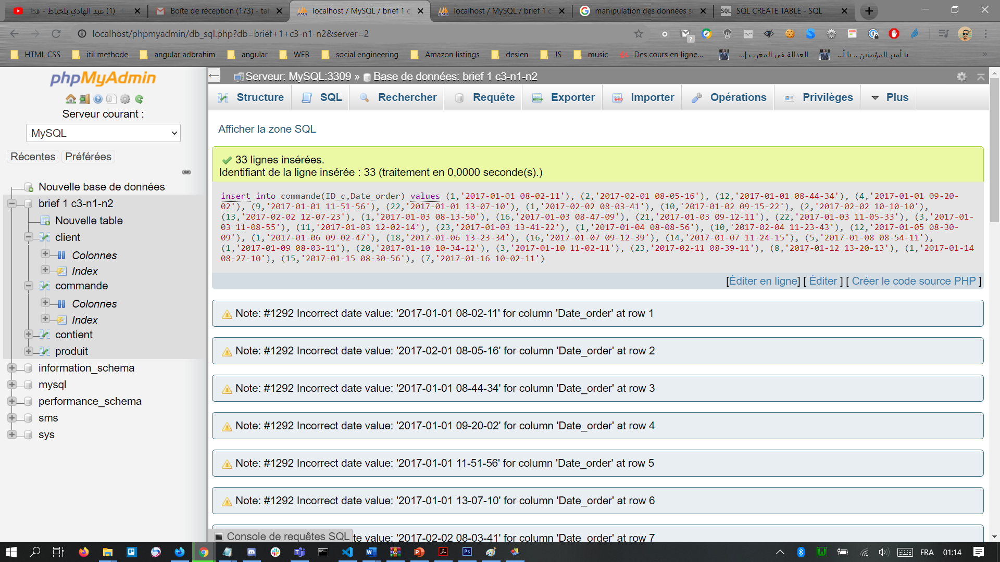 (1) عبد الهادي بلخياط - قد
Boîte de réception (173) - tal
localhost / MySQL / brief 1 c
localhost / MySQL / brief 1 c
manipulation des données s
SQL CREATE TABLE - SQL
localhost/phpmyadmin/db_sql.php?db=brief+1+c3-n1-n2&server=2
HTML CSS
itil methode
angular adbrahim
angular
WEB
social engineering
Amazon listings
desien
JS
music
Des cours en ligne...
العدالة في المغرب |...
يا أمير المؤمنين .. يا أ...
phpMyAdmin
Serveur courant :
MySQL
Récentes
Préférées
Nouvelle base de données
brief 1 c3-n1-n2
Nouvelle table
client
Colonnes
Index
commande
Colonnes
Index
contient
produit
information_schema
mysql
performance_schema
sms
sys
Serveur: MySQL:3309 » Base de données: brief 1 c3-n1-n2
Structure
SQL
Rechercher
Requête
Exporter
Importer
Opérations
Privilèges
Plus
Afficher la zone SQL
33 lignes insérées.
Identifiant de la ligne insérée : 33 (traitement en 0,0000 seconde(s).)
insert into commande(ID_c,Date_order) values (1,'2017-01-01 08-02-11'), (2,'2017-02-01 08-05-16'), (12,'2017-01-01 08-44-34'), (4,'2017-01-01 09-20-
02'), (9,'2017-01-01 11-51-56'), (22,'2017-01-01 13-07-10'), (1,'2017-02-02 08-03-41'), (10,'2017-01-02 09-15-22'), (2,'2017-02-02 10-10-10'),
(13,'2017-02-02 12-07-23'), (1,'2017-01-03 08-13-50'), (16,'2017-01-03 08-47-09'), (21,'2017-01-03 09-12-11'), (22,'2017-01-03 11-05-33'), (3,'2017-01-
03 11-08-55'), (11,'2017-01-03 12-02-14'), (23,'2017-01-03 13-41-22'), (1,'2017-01-04 08-08-56'), (10,'2017-02-04 11-23-43'), (12,'2017-01-05 08-30-
09'), (1,'2017-01-06 09-02-47'), (18,'2017-01-06 13-23-34'), (16,'2017-01-07 09-12-39'), (14,'2017-01-07 11-24-15'), (5,'2017-01-08 08-54-11'),
(1,'2017-01-09 08-03-11'), (20,'2017-01-10 10-34-12'), (3,'2017-01-10 11-02-11'), (23,'2017-02-11 08-39-11'), (8,'2017-01-12 13-20-13'), (1,'2017-01-14
08-27-10'), (15,'2017-01-15 08-30-56'), (7,'2017-01-16 10-02-11')
[Éditer en ligne] [ Éditer ] [ Créer le code source PHP ]
Note: #1292 Incorrect date value: '2017-01-01 08-02-11' for column 'Date_order' at row 1
Note: #1292 Incorrect date value: '2017-02-01 08-05-16' for column 'Date_order' at row 2
Note: #1292 Incorrect date value: '2017-01-01 08-44-34' for column 'Date_order' at row 3
Note: #1292 Incorrect date value: '2017-01-01 09-20-02' for column 'Date_order' at row 4
Note: #1292 Incorrect date value: '2017-01-01 11-51-56' for column 'Date_order' at row 5
Note: #1292 Incorrect date value: '2017-01-01 13-07-10' for column 'Date_order' at row 6
te value: '2017-02-02 08-03-41' for column 'Date_order' at row 7
Console de requêtes SQL
FRA
01:14